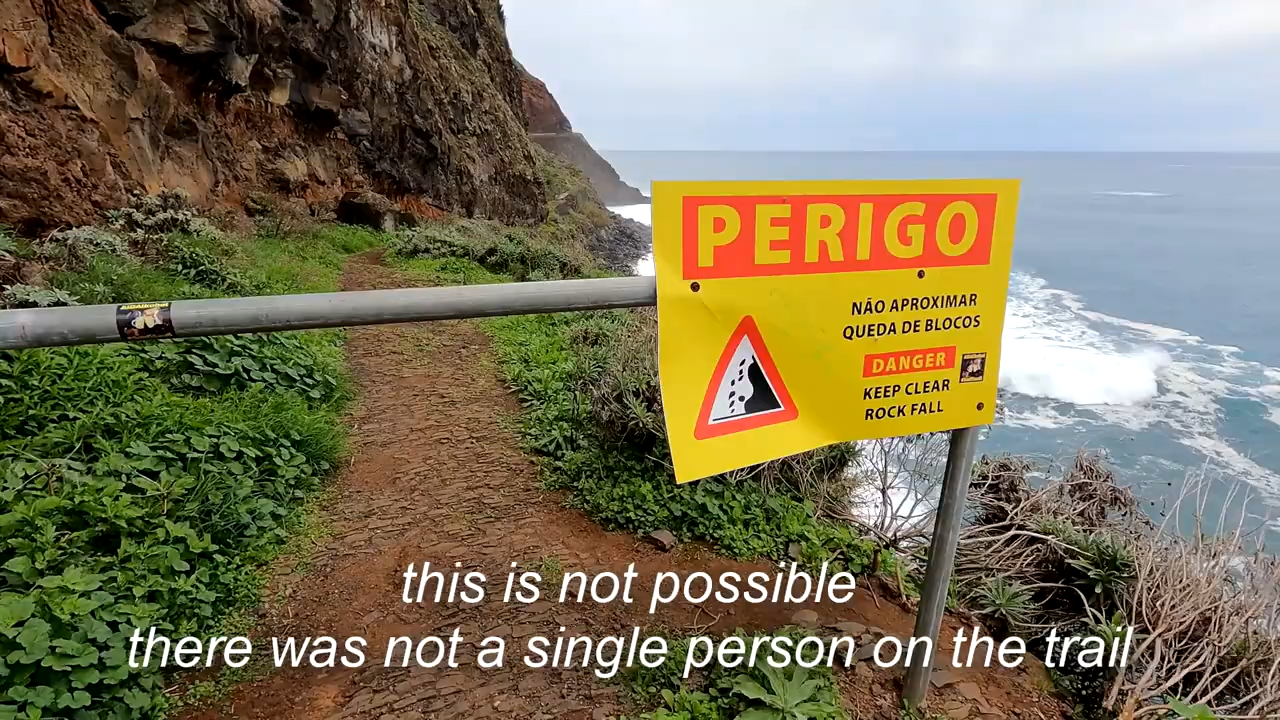 PERIGO
NÃO APROXIMAR
QUEDA DE BLOCOS
DANGER
KEEP CLEAR
ROCK FALL
this is not possible
there was not a single person on the trail